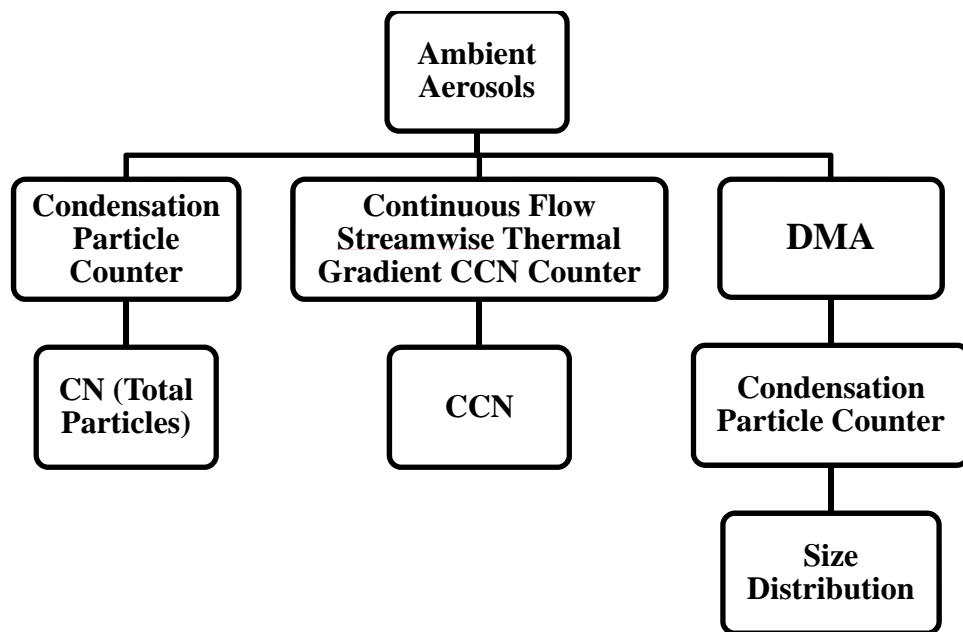 Ambient
Aerosols
Condensation
Particle
Counter
Continuous Flow
Streamwise Thermal
Gradient CCN Counter
DMA
CN (Total
Particles)
CCN
Condensation
Particle Counter
Size
Distribution